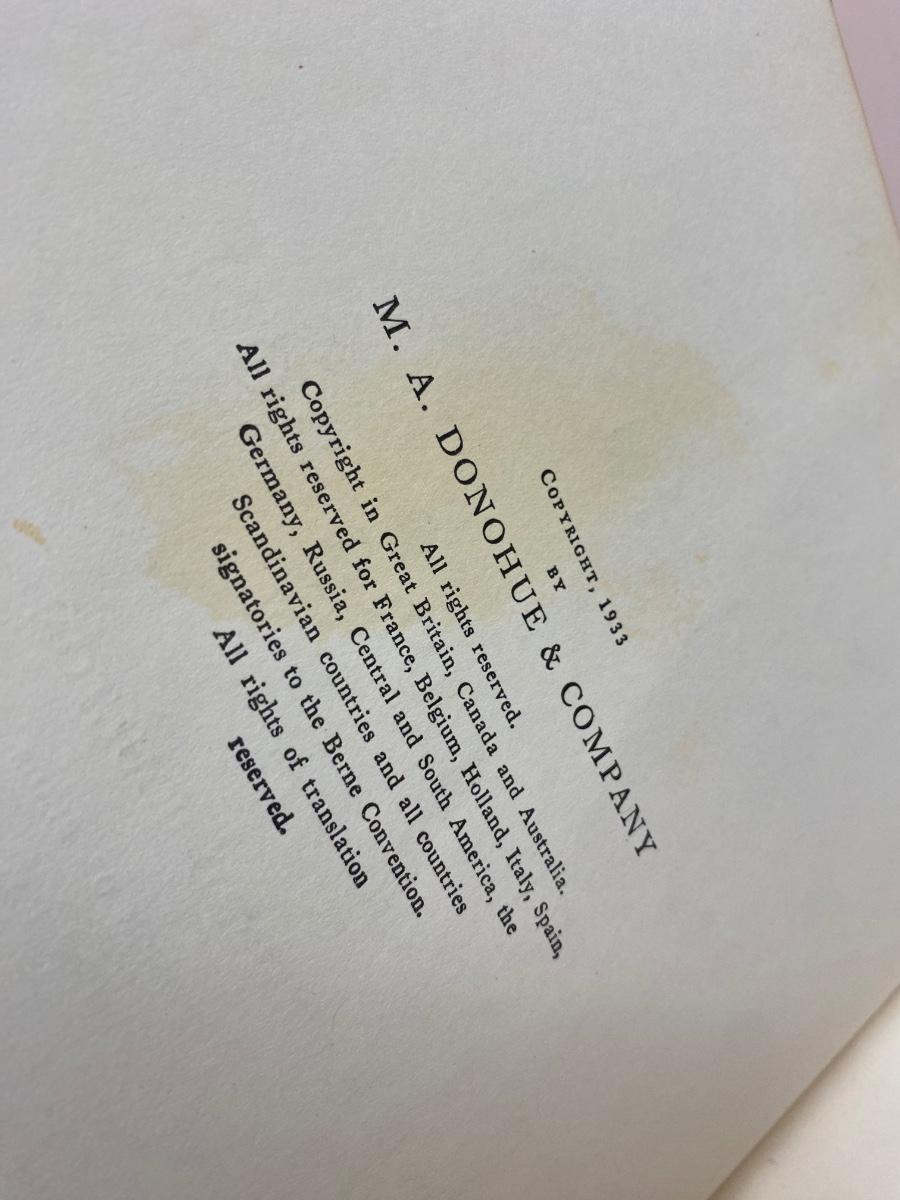 COPYRIGHT, 1933
BY
M. A. DONOHUE & COMPANY
All rights reserved.
Copyright in Great Britain, Canada and Australia.
All rights reserved for France, Belgium, Holland, Italy, Spain,
Germany, Russia, Central and South America, the
Scandinavian countries and all countries
signatories to the Berne Convention.
All rights of translation
reserved.